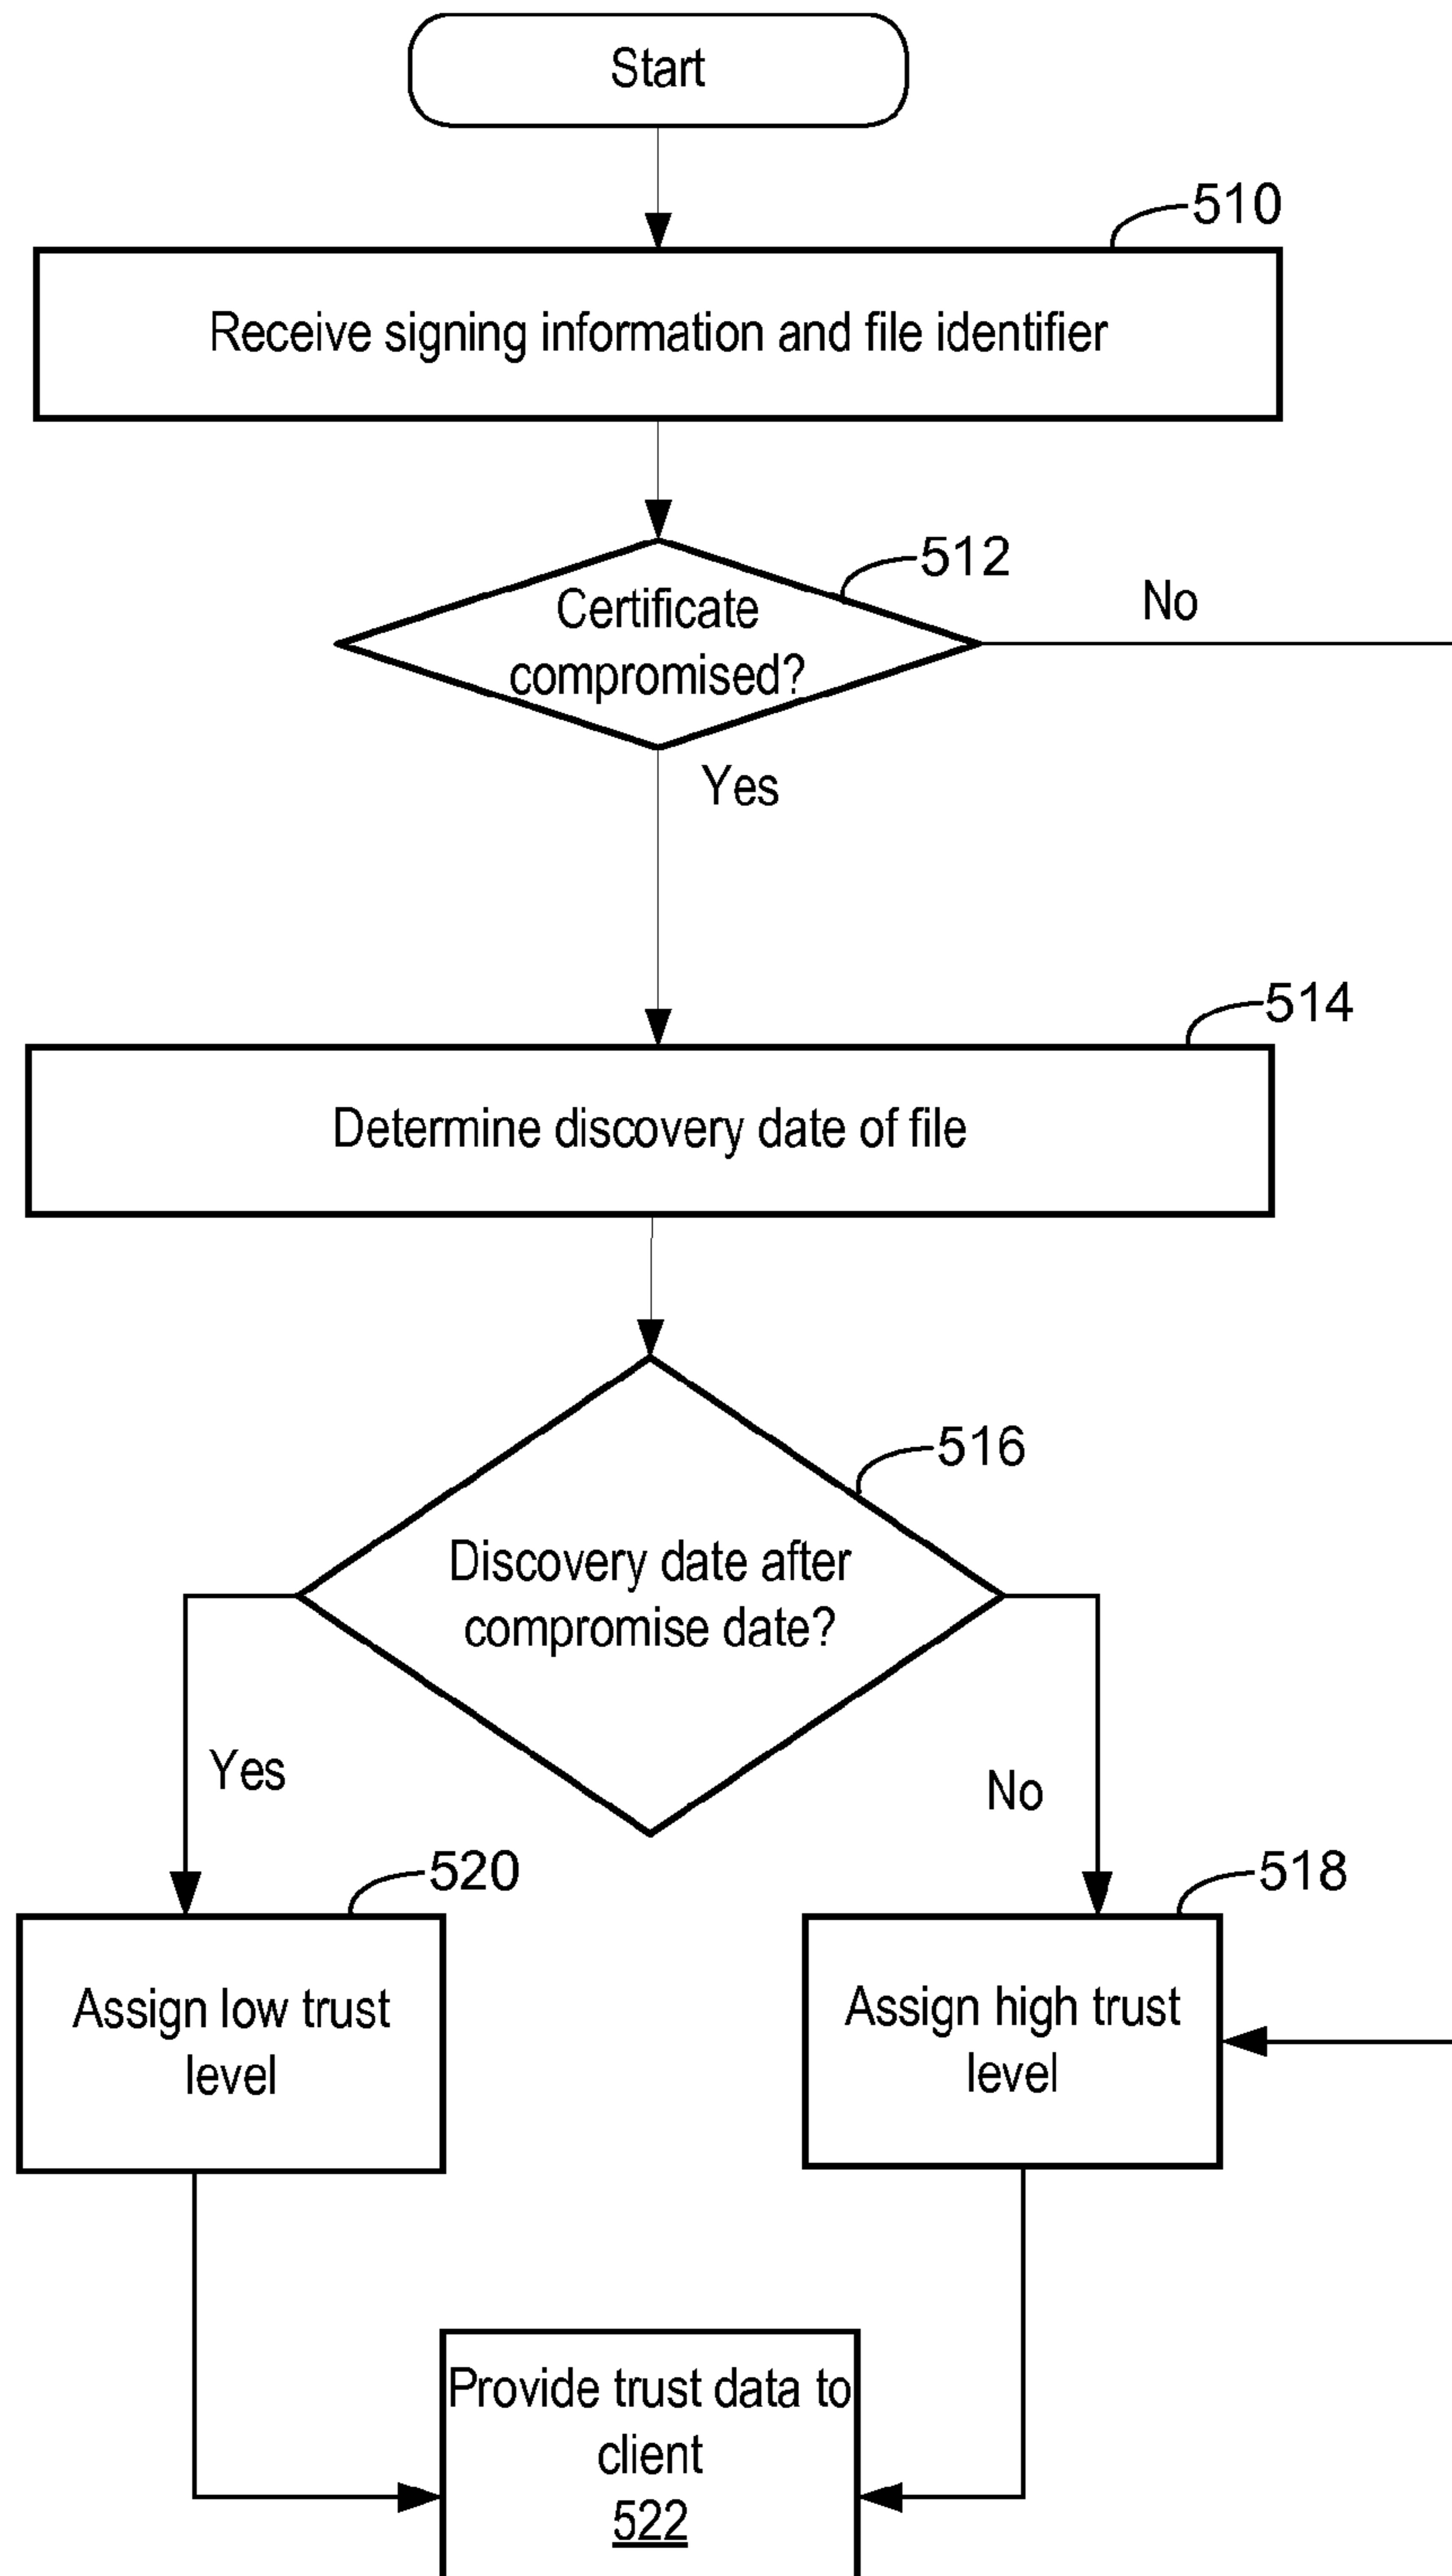 Start
510
Receive signing information and file identifier
512
Certificate
compromised?
No
Yes
514
Determine discovery date of file
516
Discovery date after
compromise date?
Yes
No
520
518
Assign low trust
level
Assign high trust
level
Provide trust data to
client
522